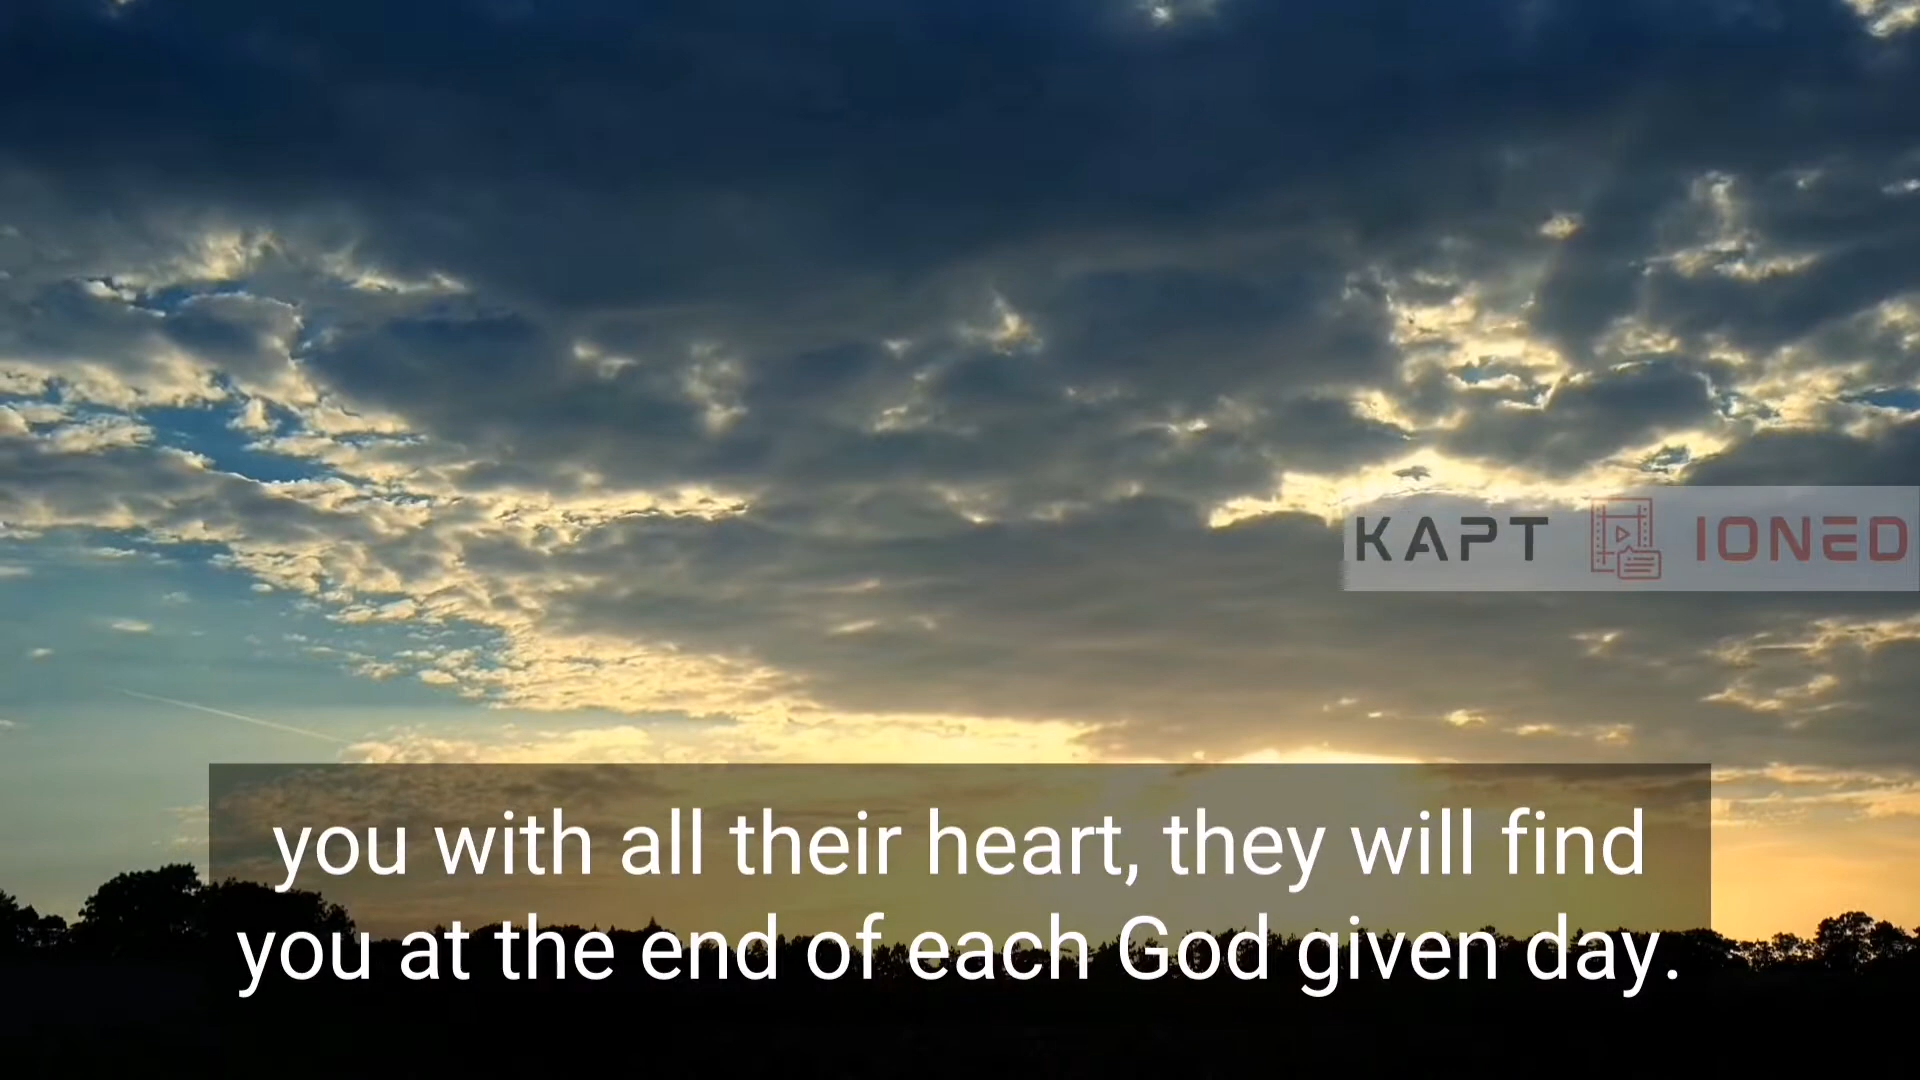 KAPT IONED
you with all their heart, they will find
you at the end of each God given day.